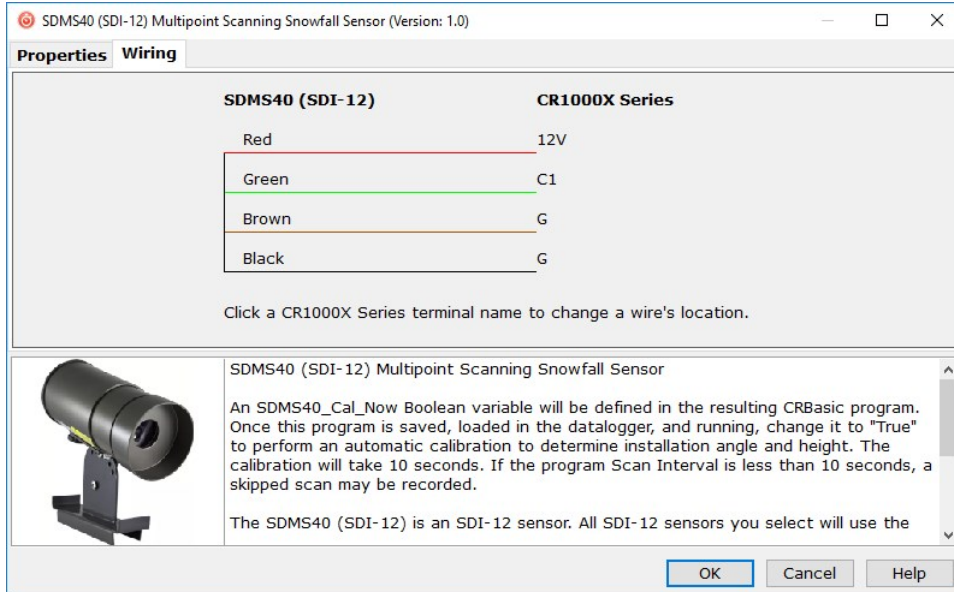 SDMS40 (SDI-12) Multipoint Scanning Snowfall Sensor (Version: 1.0)
Properties Wiring
SDMS40 (SDI-12) CR1000X Series
Red 12V
Green C1
Brown G
Black G
Click a CR1000X Series terminal name to change a wire's location.
SDMS40 (SDI-12) Multipoint Scanning Snowfall Sensor
An SDMS40_Cal_Now Boolean variable will be defined in the resulting CRBasic program.
Once this program is saved, loaded in the datalogger, and running, change it to "True"
to perform an automatic calibration to determine installation angle and height. The
calibration will take 10 seconds. If the program Scan Interval is less than 10 seconds, a
skipped scan may be recorded.
The SDMS40 (SDI-12) is an SDI-12 sensor. All SDI-12 sensors you select will use the
OK Cancel Help